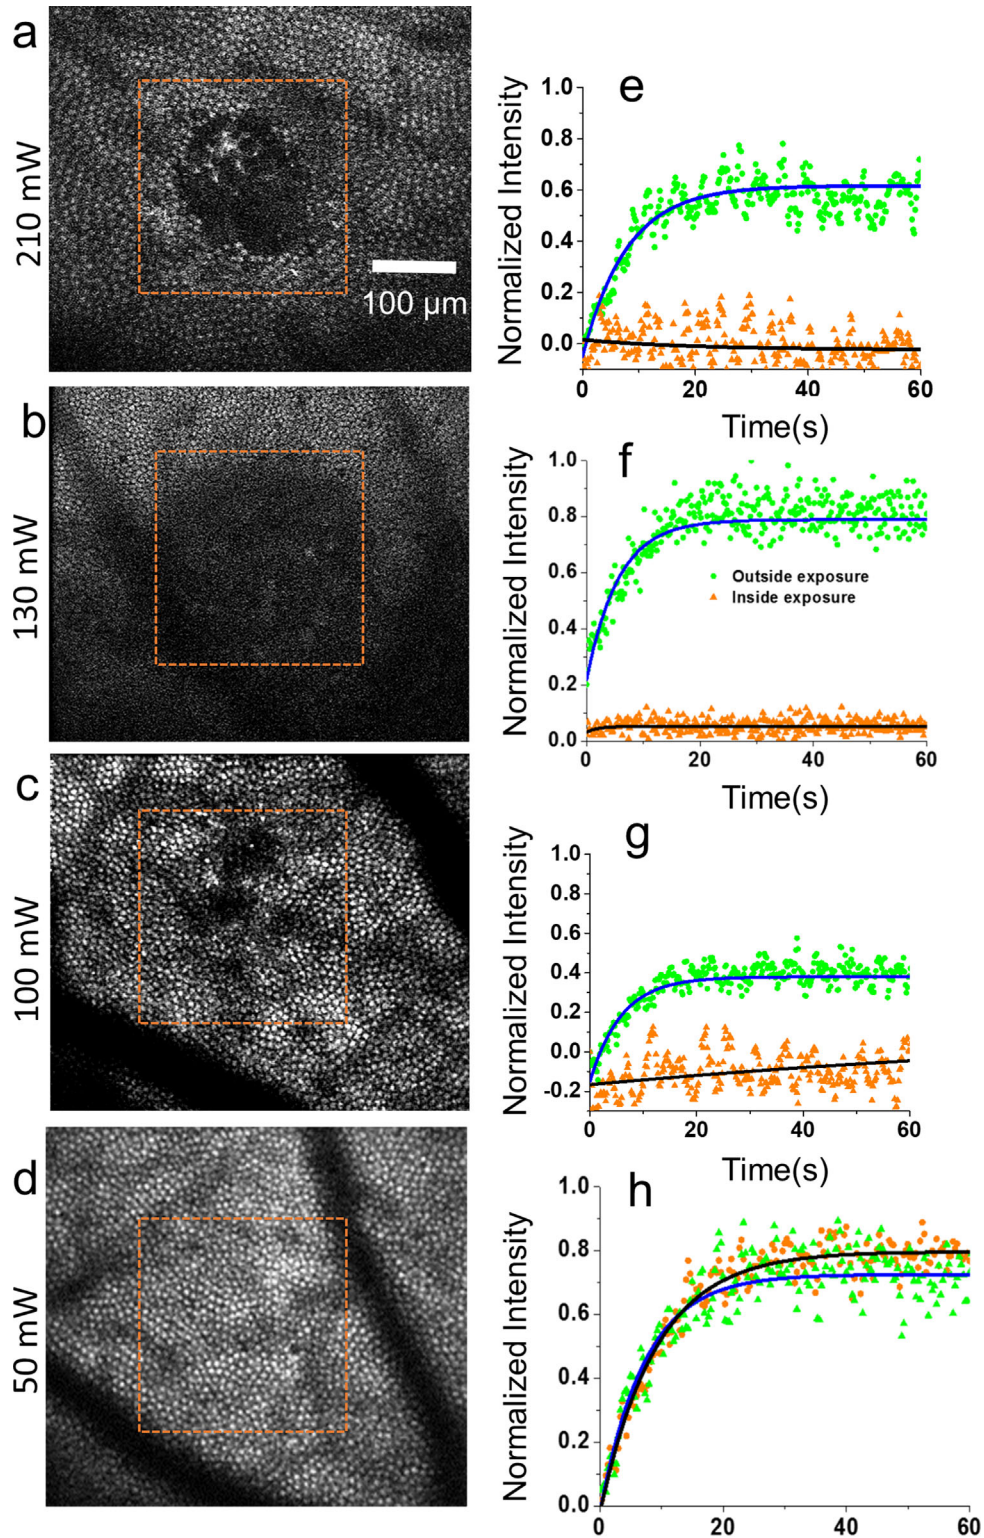 a
210 mW
100 µm
b
130 mW
c
100 mW
d
50 mW
e
Normalized Intensity
1.0
0.8
0.6
0.4
0.2
0.0
0
20
40
60
Time(s)
f
Normalized Intensity
1.0
0.8
0.6
0.4
0.2
0.0
Outside exposure
Inside exposure
0
20
40
60
Time(s)
g
Normalized Intensity
1.0
0.8
0.6
0.4
0.2
0.0
-0.2
0
20
40
60
Time(s)
h
Normalized Intensity
1.0
0.8
0.6
0.4
0.2
0.0
0
20
40
60